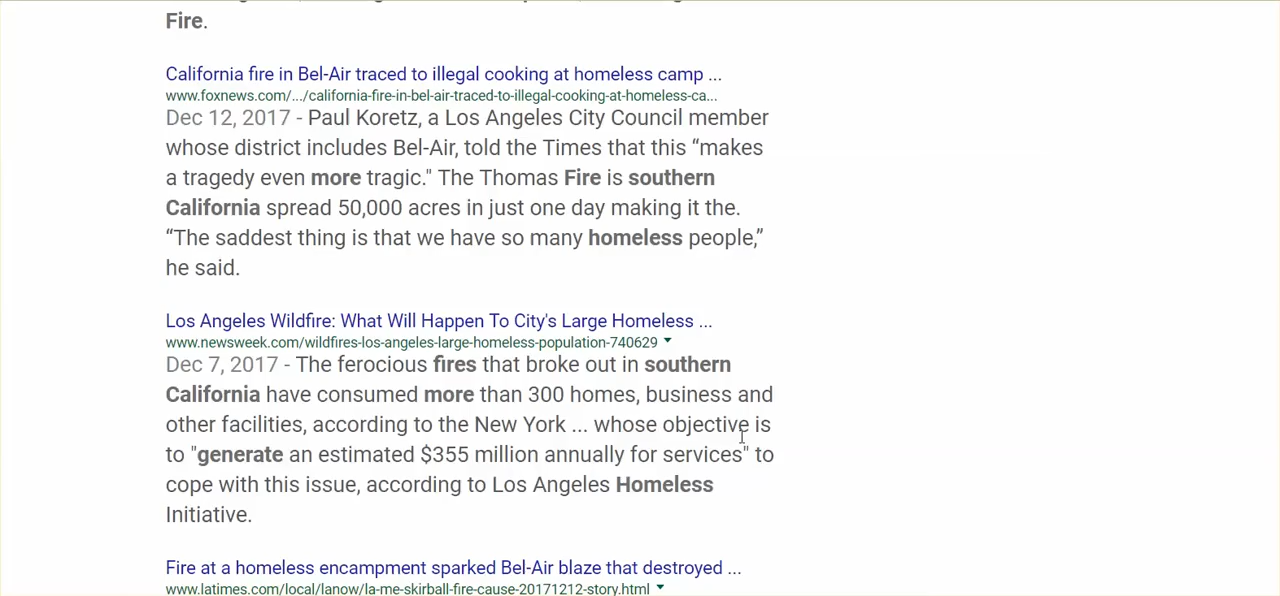 Fire.
California fire in Bel-Air traced to illegal cooking at homeless camp ...
www.foxnews.com/.../california-fire-in-bel-air-traced-to-illegal-cooking-at-homeless-ca...
Dec 12, 2017 - Paul Koretz, a Los Angeles City Council member
whose district includes Bel-Air, told the Times that this “makes
a tragedy even more tragic." The Thomas Fire is southern
California spread 50,000 acres in just one day making it the.
“The saddest thing is that we have so many homeless people,”
he said.
Los Angeles Wildfire: What Will Happen To City's Large Homeless ...
www.newsweek.com/wildfires-los-angeles-large-homeless-population-740629
Dec 7, 2017 - The ferocious fires that broke out in southern
California have consumed more than 300 homes, business and
other facilities, according to the New York ... whose objective is
to "generate an estimated $355 million annually for services" to
cope with this issue, according to Los Angeles Homeless
Initiative.
Fire at a homeless encampment sparked Bel-Air blaze that destroyed ...
www.latimes.com/local/lanow/la-me-skirball-fire-cause-20171212-story.html